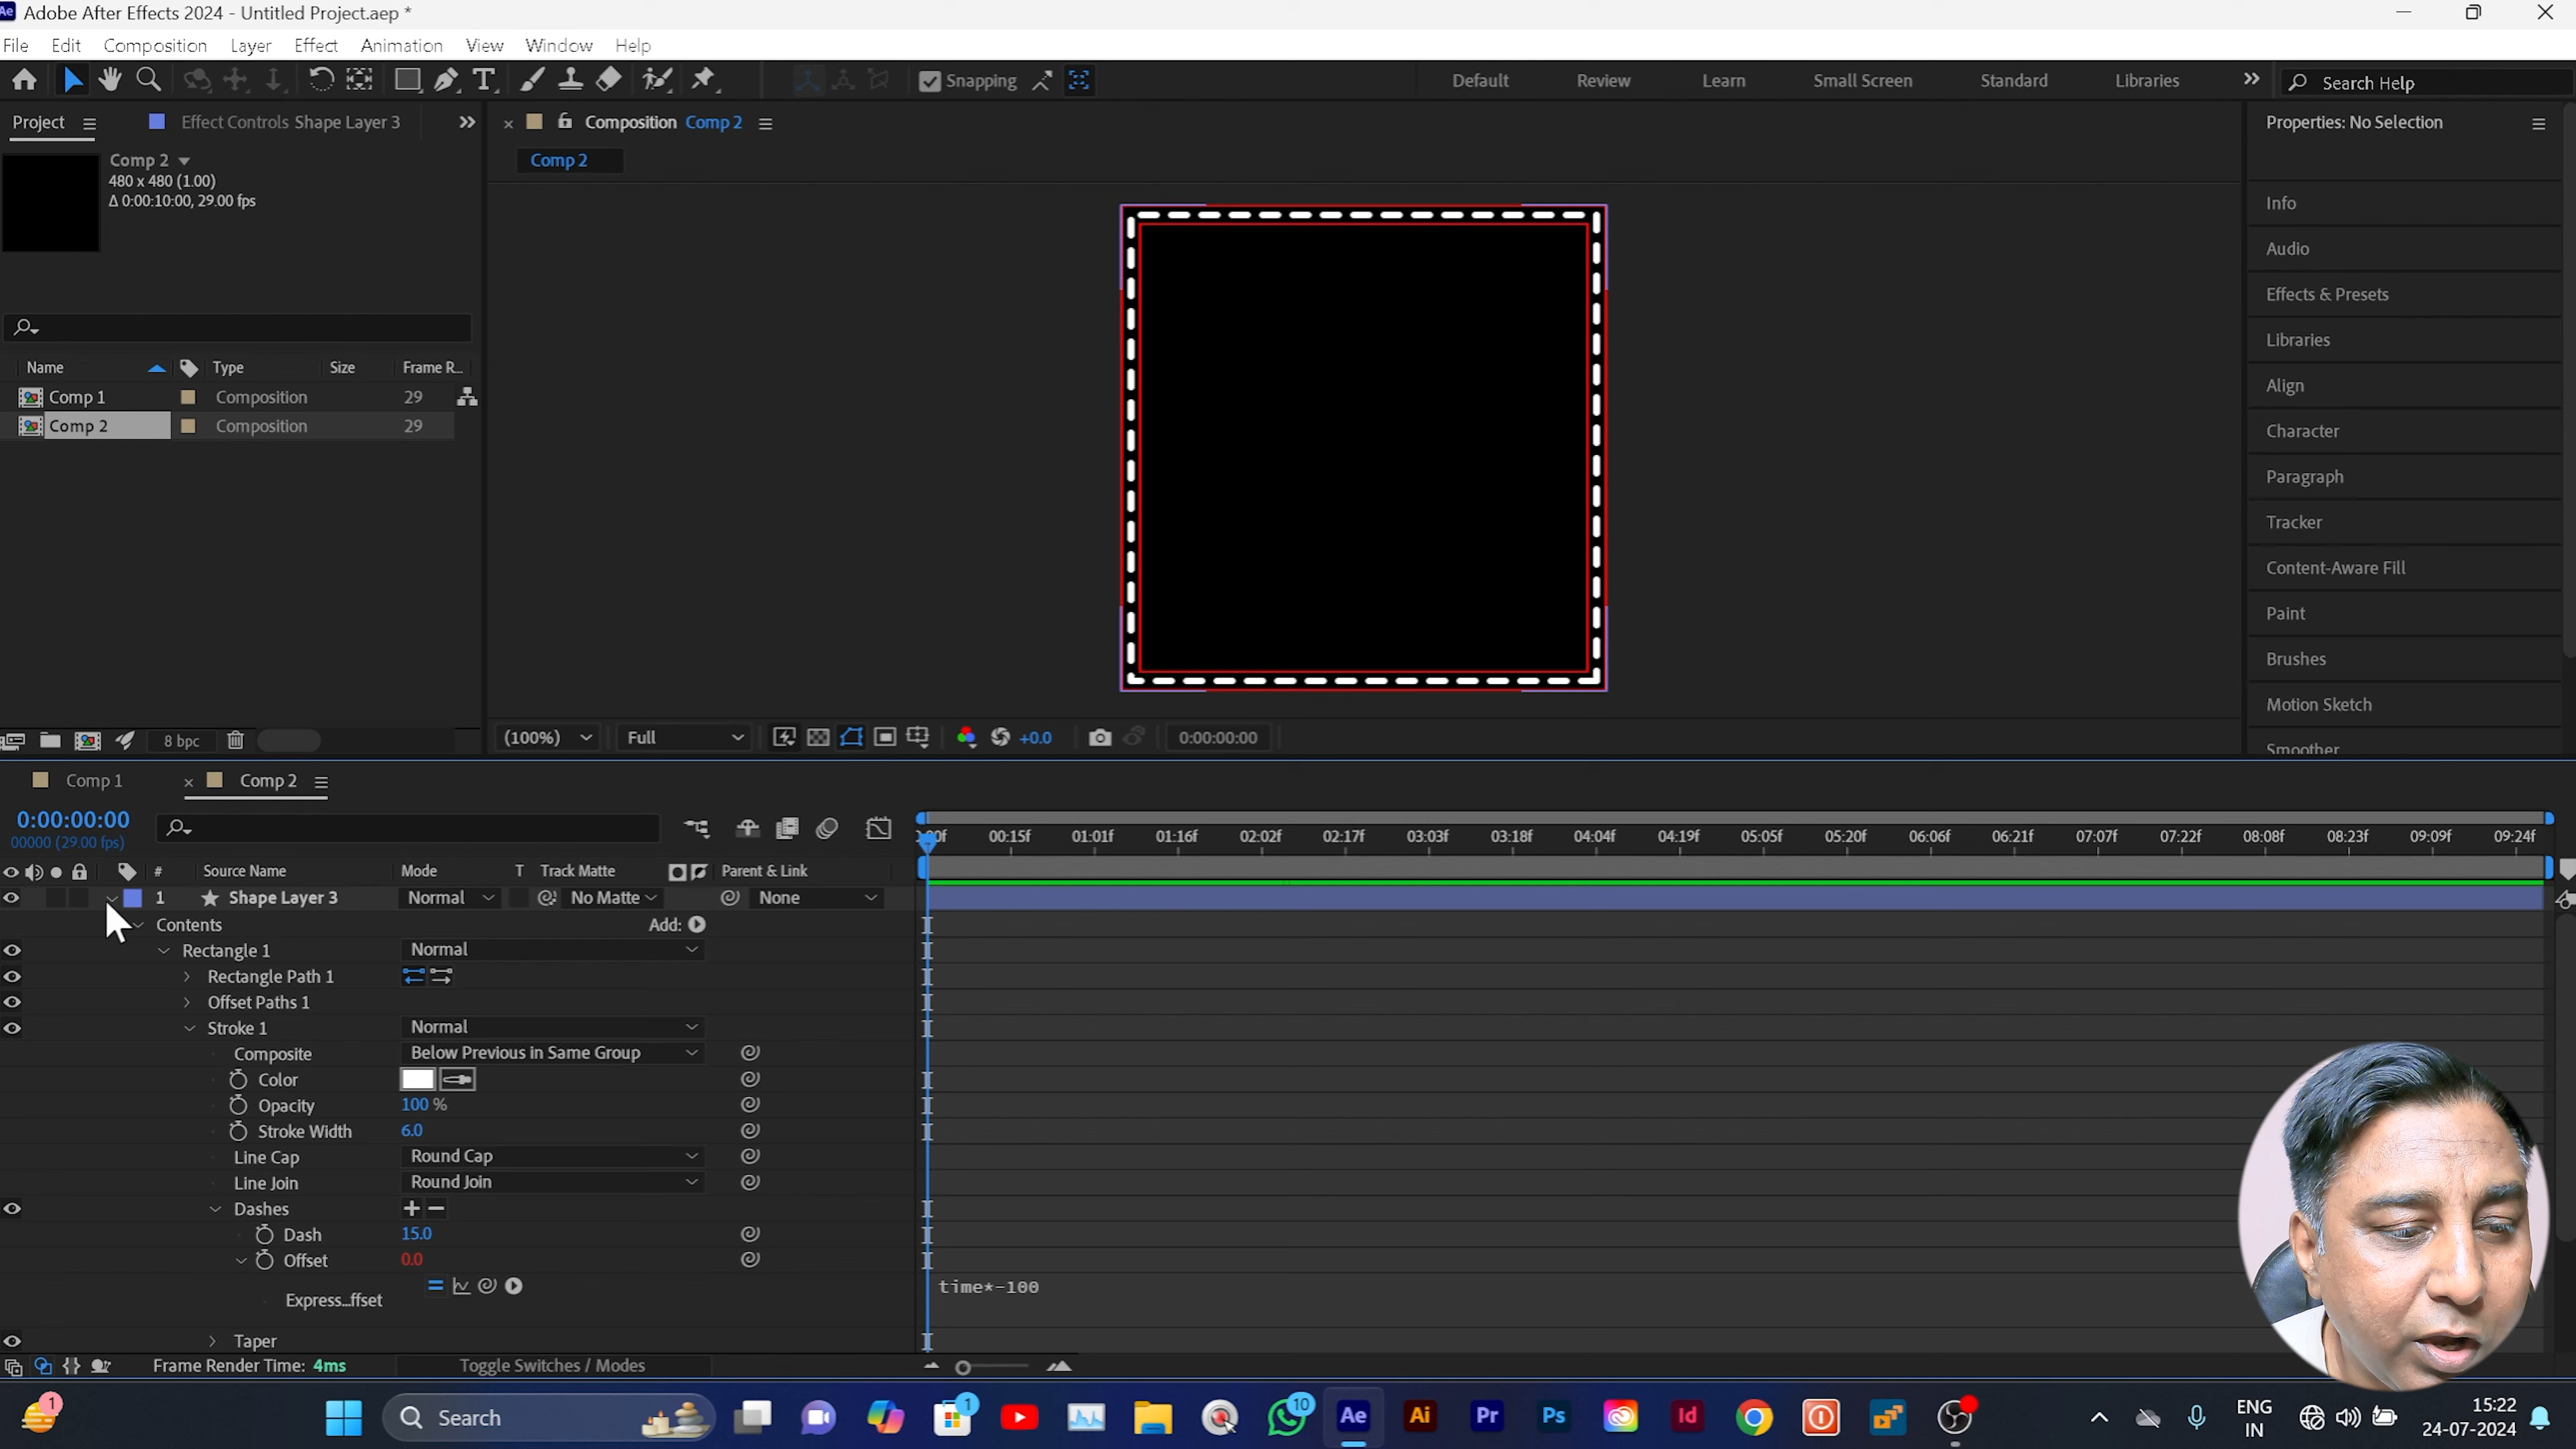 Ae Adobe After Effects 2024 - Untitled Project.aep *
File Edit Composition Layer Effect Animation View Window Help
Snapping Default Review Learn Small Screen Standard Libraries Search Help
Project Effect Controls Shape Layer 3
Composition Comp 2
Properties: No Selection
Comp 2
480 x 480 (1.00)
Δ 0:00:10:00, 29.00 fps
Comp 2
Info
Audio
Effects & Presets
Libraries
Align
Character
Paragraph
Tracker
Content-Aware Fill
Paint
Brushes
Motion Sketch
Smoother
Name Type Size Frame R...
Comp 1 Composition 29
Comp 2 Composition 29
8 bpc
(100%) Full +0.0 0:00:00:00
Comp 1 Comp 2
0:00:00:00
00000 (29.00 fps)
:00f 00:15f 01:01f 01:16f 02:02f 02:17f 03:03f 03:18f 04:04f 04:19f 05:05f 05:20f 06:06f 06:21f 07:07f 07:22f 08:08f 08:23f 09:09f 09:24f
# Source Name Mode T Track Matte Parent & Link
1 Shape Layer 3 Normal No Matte None
Contents Add:
Rectangle 1 Normal
Rectangle Path 1
Offset Paths 1
Stroke 1 Normal
Composite Below Previous in Same Group
Color
Opacity 100 %
Stroke Width 6.0
Line Cap Round Cap
Line Join Round Join
Dashes
Dash 15.0
Offset 0.0
Express...ffset time*-100
Taper
Frame Render Time: 4ms Toggle Switches / Modes
1 Search 1 10 Ae Ai Pr Ps Id
ENG
IN
15:22
24-07-2024